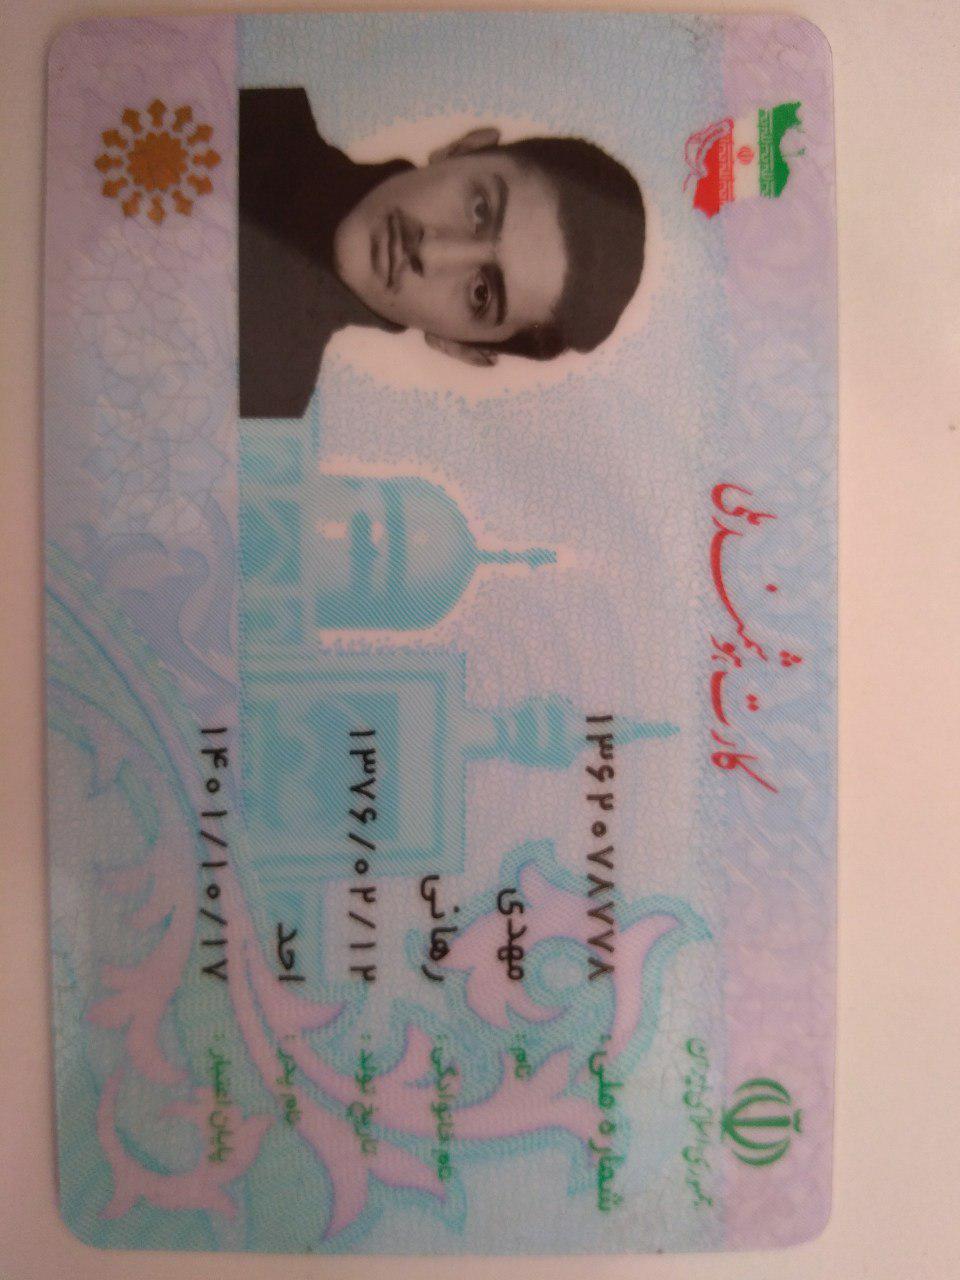 کارت هوشمند ملی
جمهوری اسلامی ایران
شماره ملی: ۱۳۶۲۰۷۸۷۷۸
نام: مهدی
نام خانوادگی: رهانی
تاریخ تولد: ۱۳۷۶/۰۲/۱۲
نام پدر: احد
پایان اعتبار: ۱۴۰۱/۱۰/۱۷